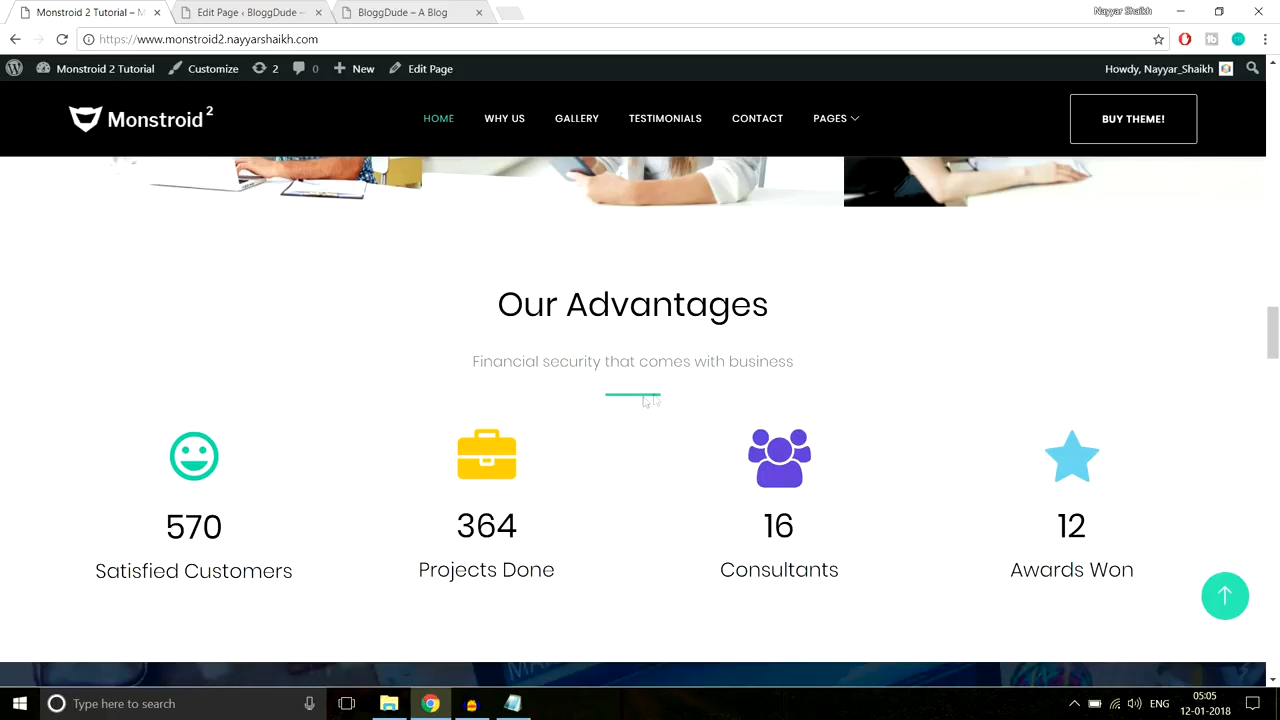 Monstroid 2 Tutorial – M
Edit Page ‹ BloggDude –
BloggDude – A Blog
Nayyar Shaikh
https://www.monstroid2.nayyarshaikh.com
Monstroid 2 Tutorial
Customize
2
0
New
Edit Page
Howdy, Nayyar_Shaikh
Monstroid 2
HOME
WHY US
GALLERY
TESTIMONIALS
CONTACT
PAGES
BUY THEME!
Our Advantages
Financial security that comes with business
570
364
16
12
Satisfied Customers
Projects Done
Consultants
Awards Won
Type here to search
ENG
05:05
12-01-2018